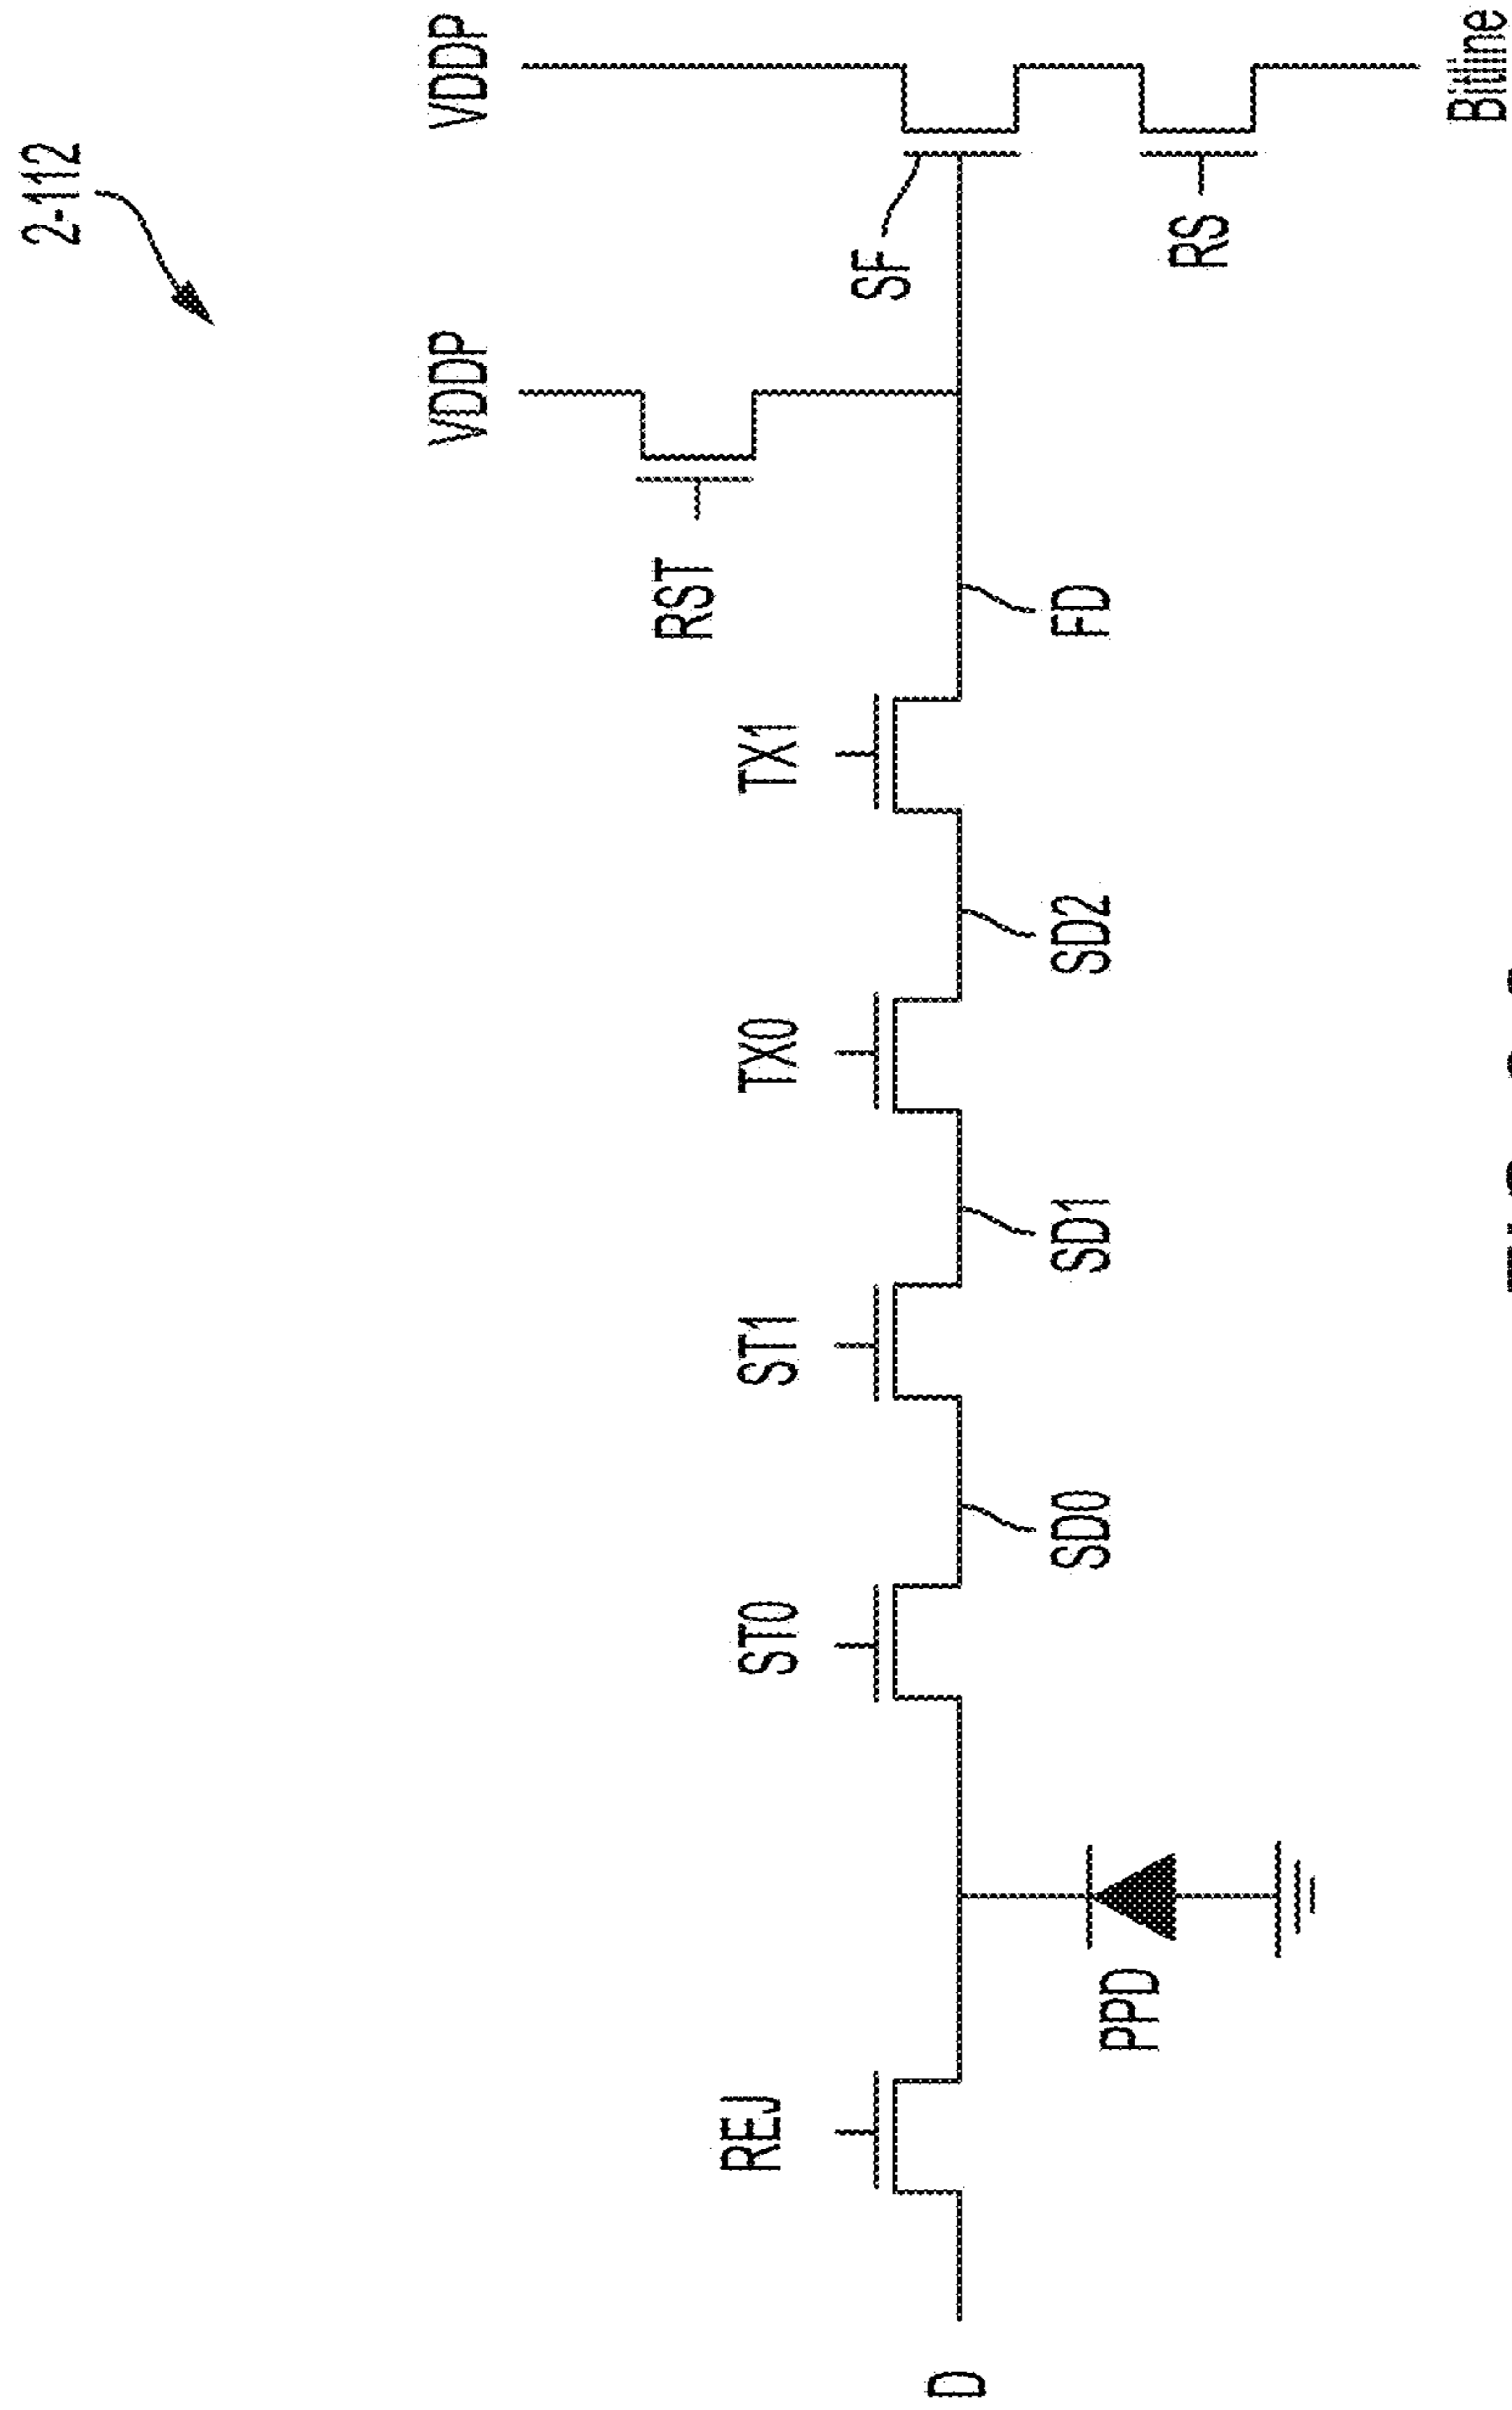 2-112
VDDP
VDDP
RST
SF
RS
Bitline
REJ
ST0
ST1
TX0
TX1
D
PPD
SD0
SD1
SD2
FD